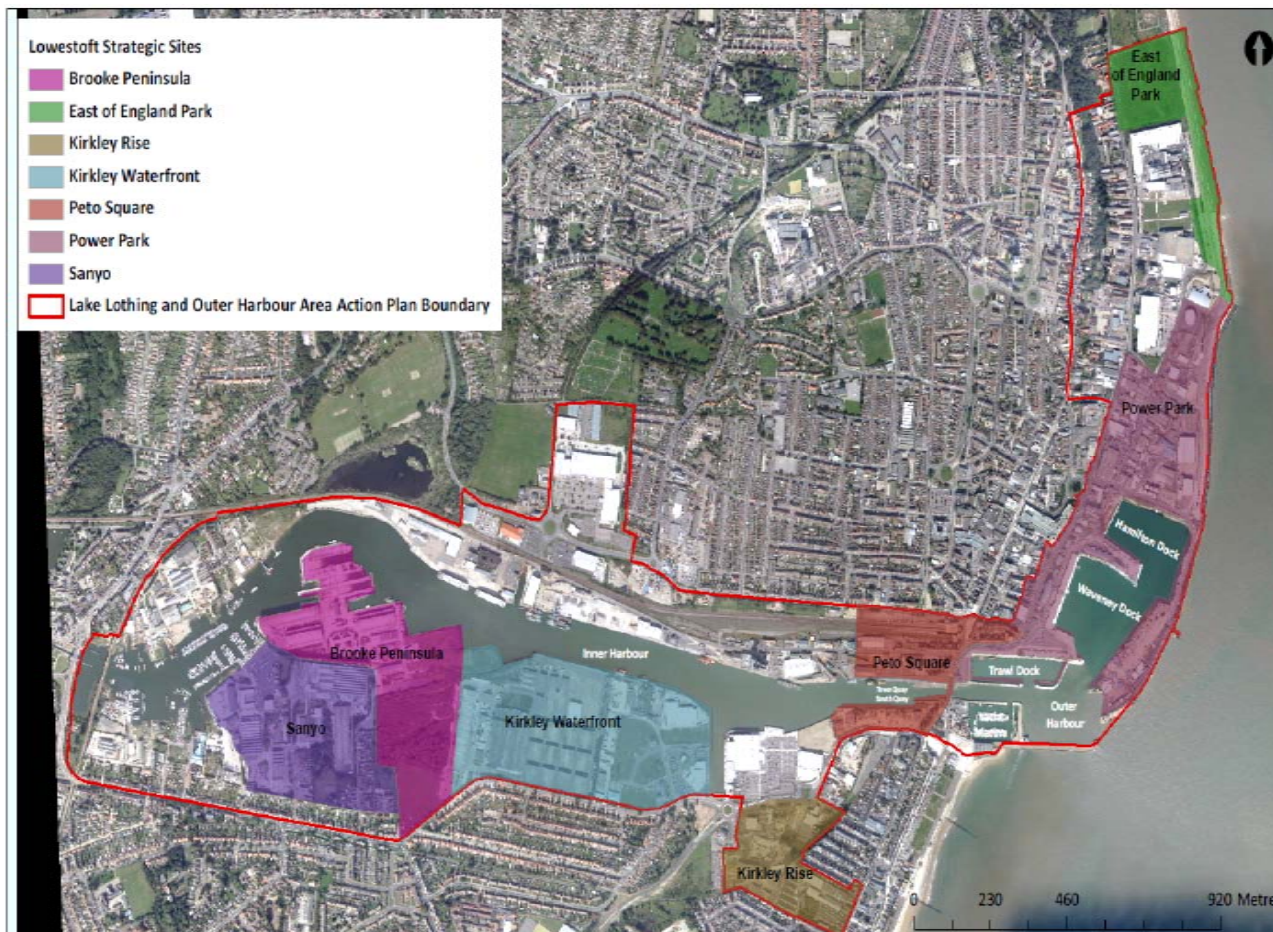 Lowestoft Strategic Sites
Brooke Peninsula
East of England Park
Kirkley Rise
Kirkley Waterfront
Peto Square
Power Park
Sanyo
Lake Lothing and Outer Harbour Area Action Plan Boundary
East
of England
Park
Power Park
Hamilton Dock
Waveney Dock
Brooke Peninsula
Inner Harbour
Peto Square
Trawl Dock
South Quay
Outer
Harbour
Sanyo
Kirkley Waterfront
Kirkley Rise
0 230 460 920 Metre